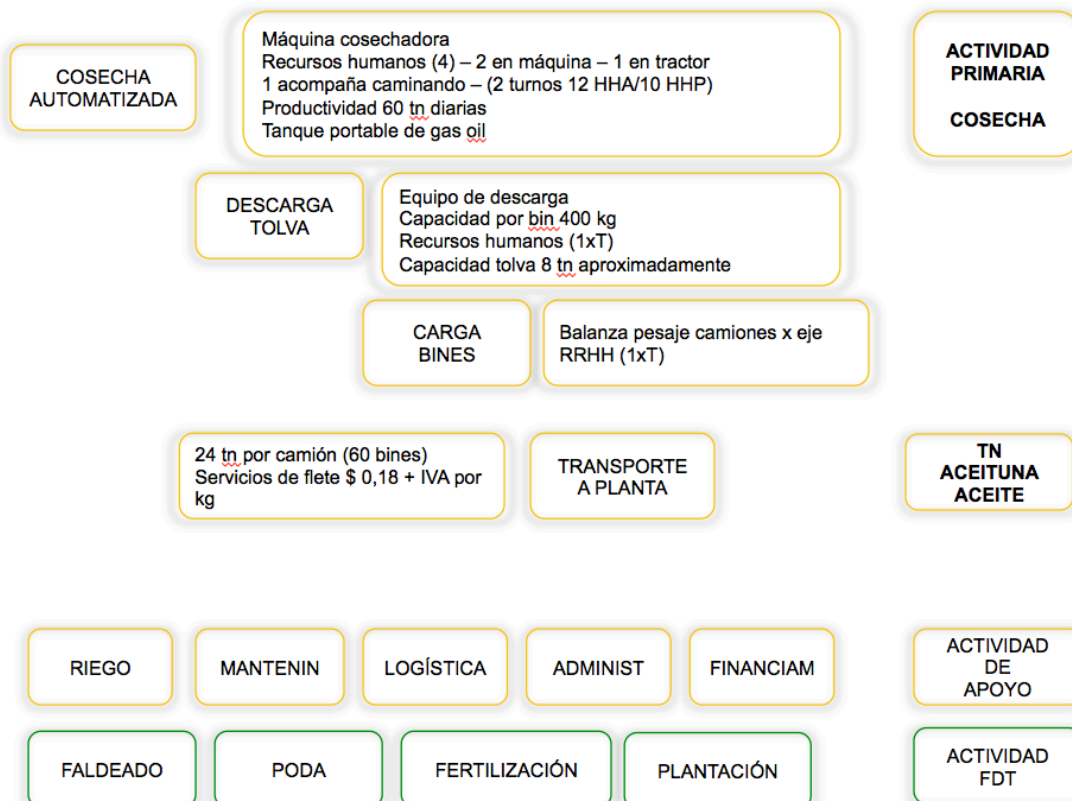 COSECHA
AUTOMATIZADA
Máquina cosechadora
Recursos humanos (4) – 2 en máquina – 1 en tractor
1 acompaña caminando – (2 turnos 12 HHA/10 HHP)
Productividad 60 tn diarias
Tanque portable de gas oil
ACTIVIDAD
PRIMARIA
COSECHA
DESCARGA
TOLVA
Equipo de descarga
Capacidad por bin 400 kg
Recursos humanos (1xT)
Capacidad tolva 8 tn aproximadamente
CARGA
BINES
Balanza pesaje camiones x eje
RRHH (1xT)
24 tn por camión (60 bines)
Servicios de flete $ 0,18 + IVA por
kg
TRANSPORTE
A PLANTA
TN
ACEITUNA
ACEITE
RIEGO
MANTENIN
LOGÍSTICA
ADMINIST
FINANCIAM
ACTIVIDAD
DE
APOYO
FALDEADO
PODA
FERTILIZACIÓN
PLANTACIÓN
ACTIVIDAD
FDT